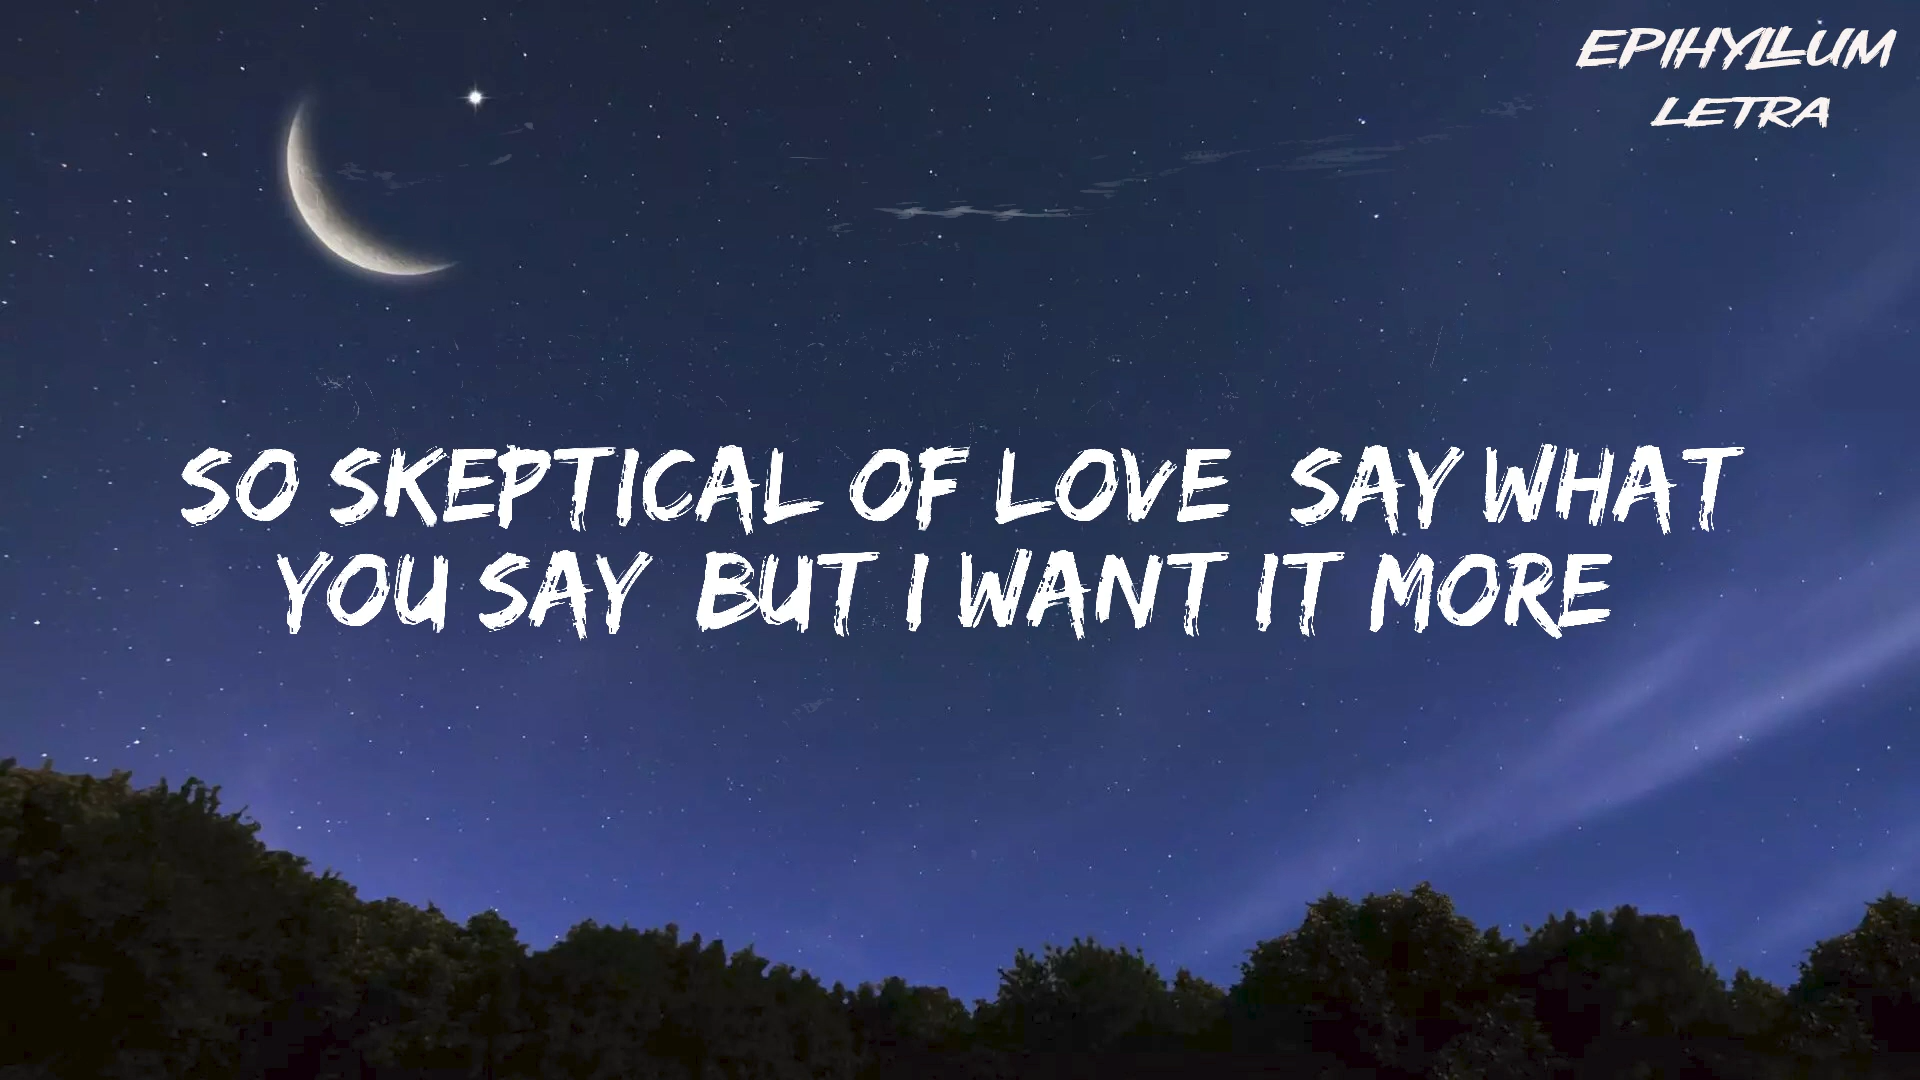 EPIHYLLUM
LETRA
SO SKEPTICAL OF LOVE  SAY WHAT
YOU SAY  BUT I WANT IT MORE